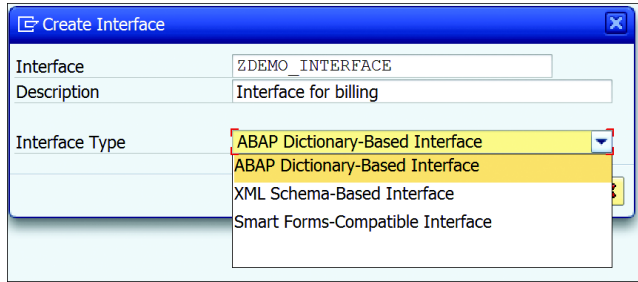 Create Interface
Interface ZDEMO_INTERFACE
Description Interface for billing
Interface Type ABAP Dictionary-Based Interface
ABAP Dictionary-Based Interface
XML Schema-Based Interface
Smart Forms-Compatible Interface